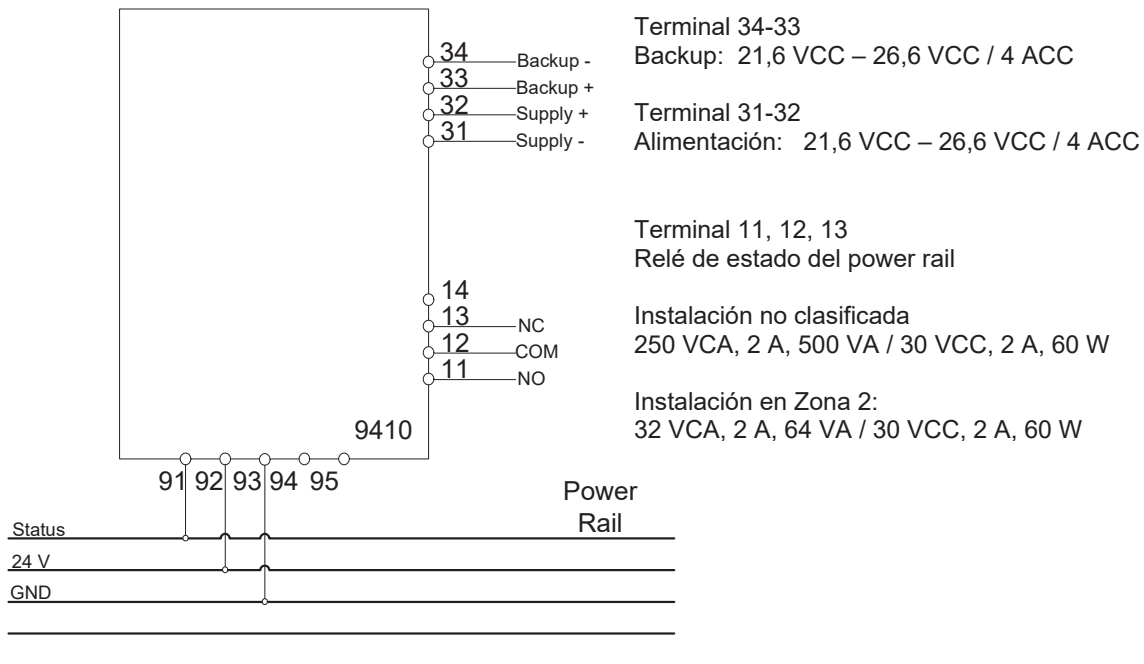 34
Backup -
33
Backup +
32
Supply +
31
Supply -
Terminal 34-33
Backup: 21,6 VCC – 26,6 VCC / 4 ACC
Terminal 31-32
Alimentación: 21,6 VCC – 26,6 VCC / 4 ACC
Terminal 11, 12, 13
Relé de estado del power rail
Instalación no clasificada
250 VCA, 2 A, 500 VA / 30 VCC, 2 A, 60 W
Instalación en Zona 2:
32 VCA, 2 A, 64 VA / 30 VCC, 2 A, 60 W
14
13
NC
12
COM
11
NO
9410
91 92 93 94 95
Power
Rail
Status
24 V
GND